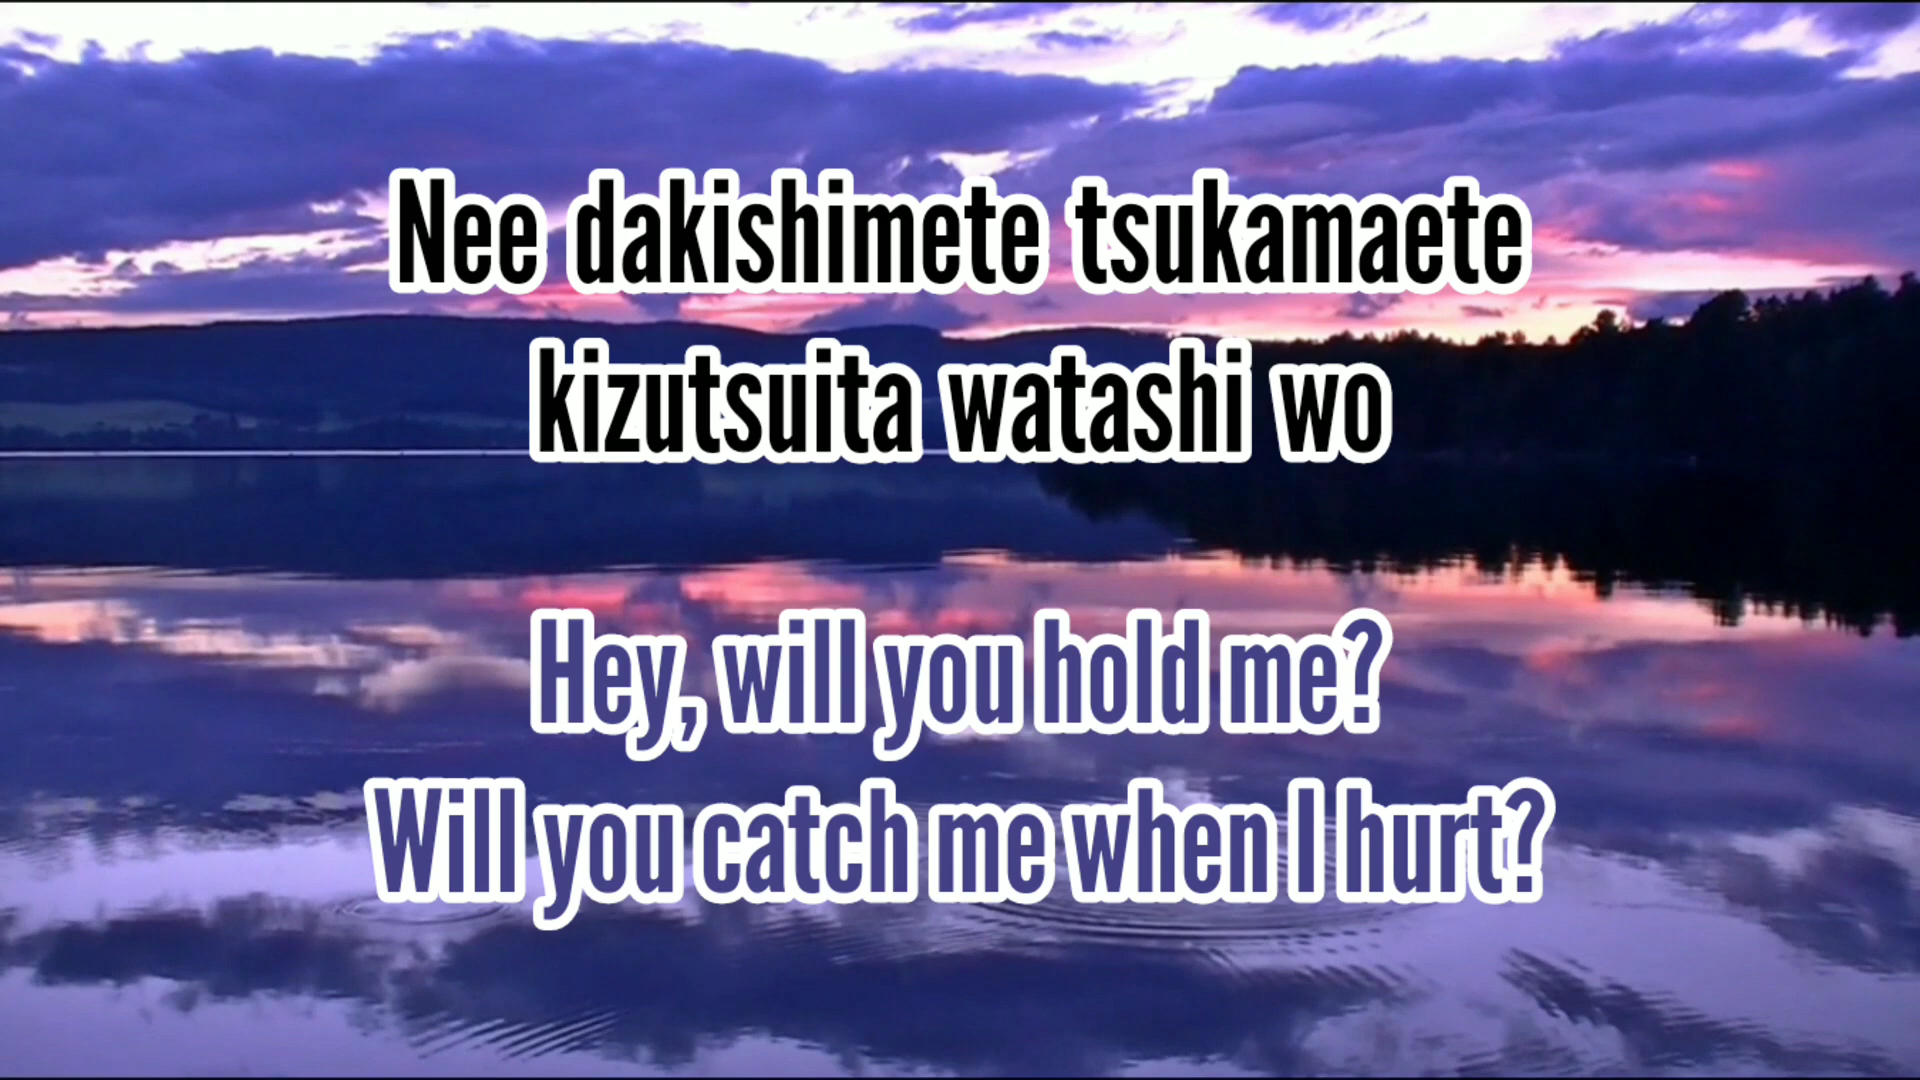 Nee dakishimete tsukamaete
kizutsuita watashi wo
Hey, will you hold me?
Will you catch me when I hurt?